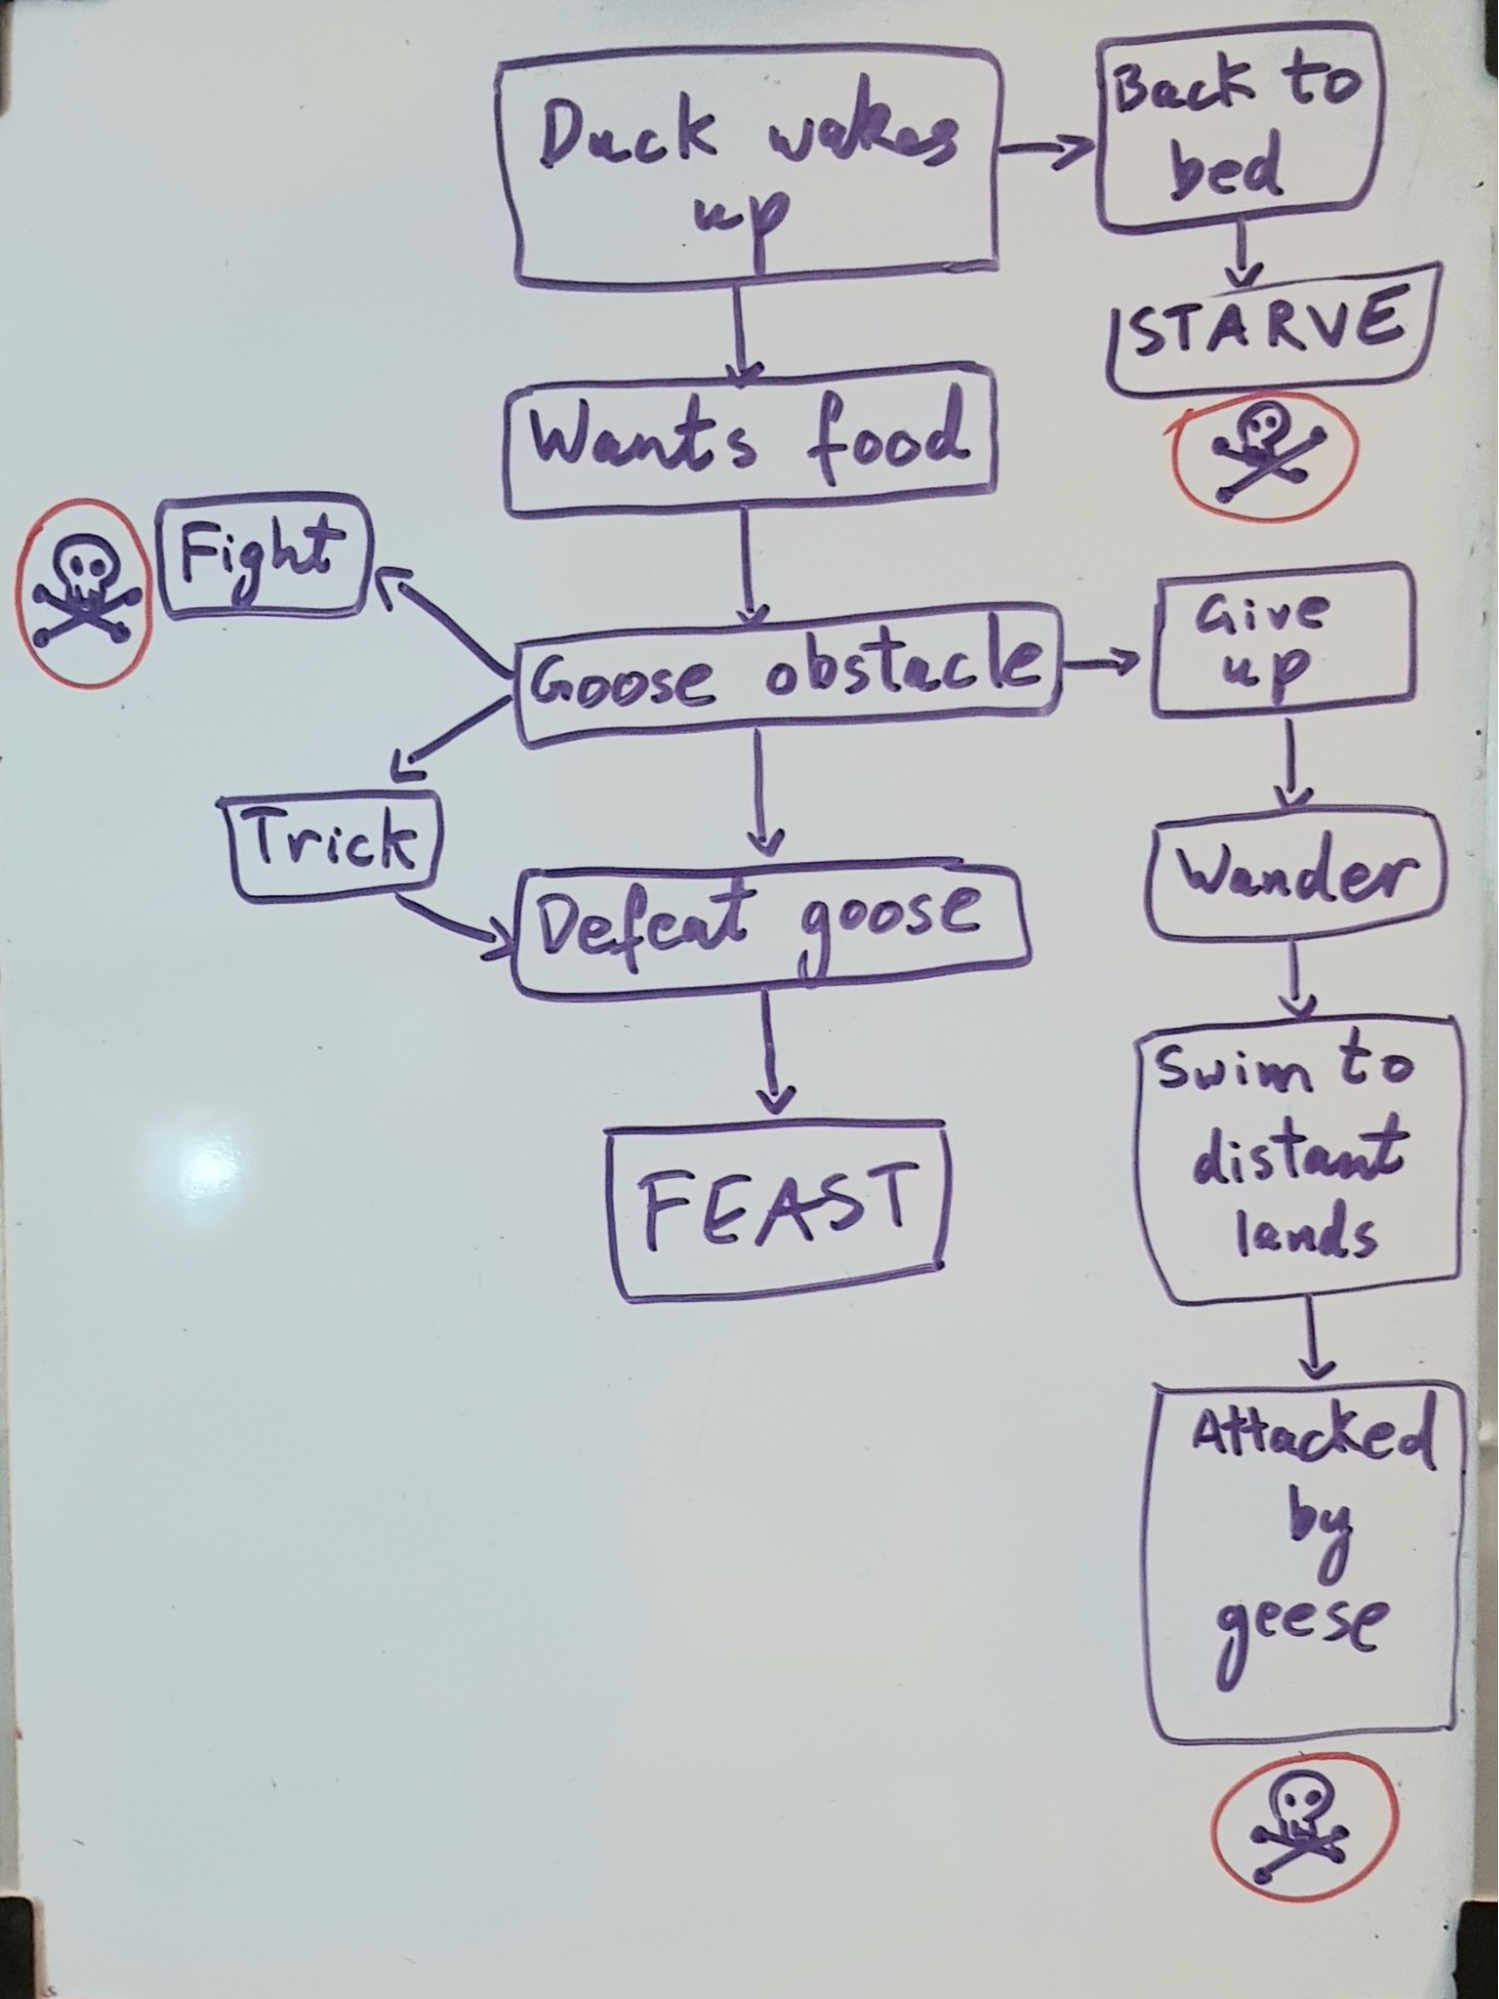 Duck wakes
up
Back to
bed
STARVE
Wants food
Fight
Goose obstacle
Give
up
Trick
Wander
Defeat goose
Swim to
distant
lands
FEAST
Attacked
by
geese